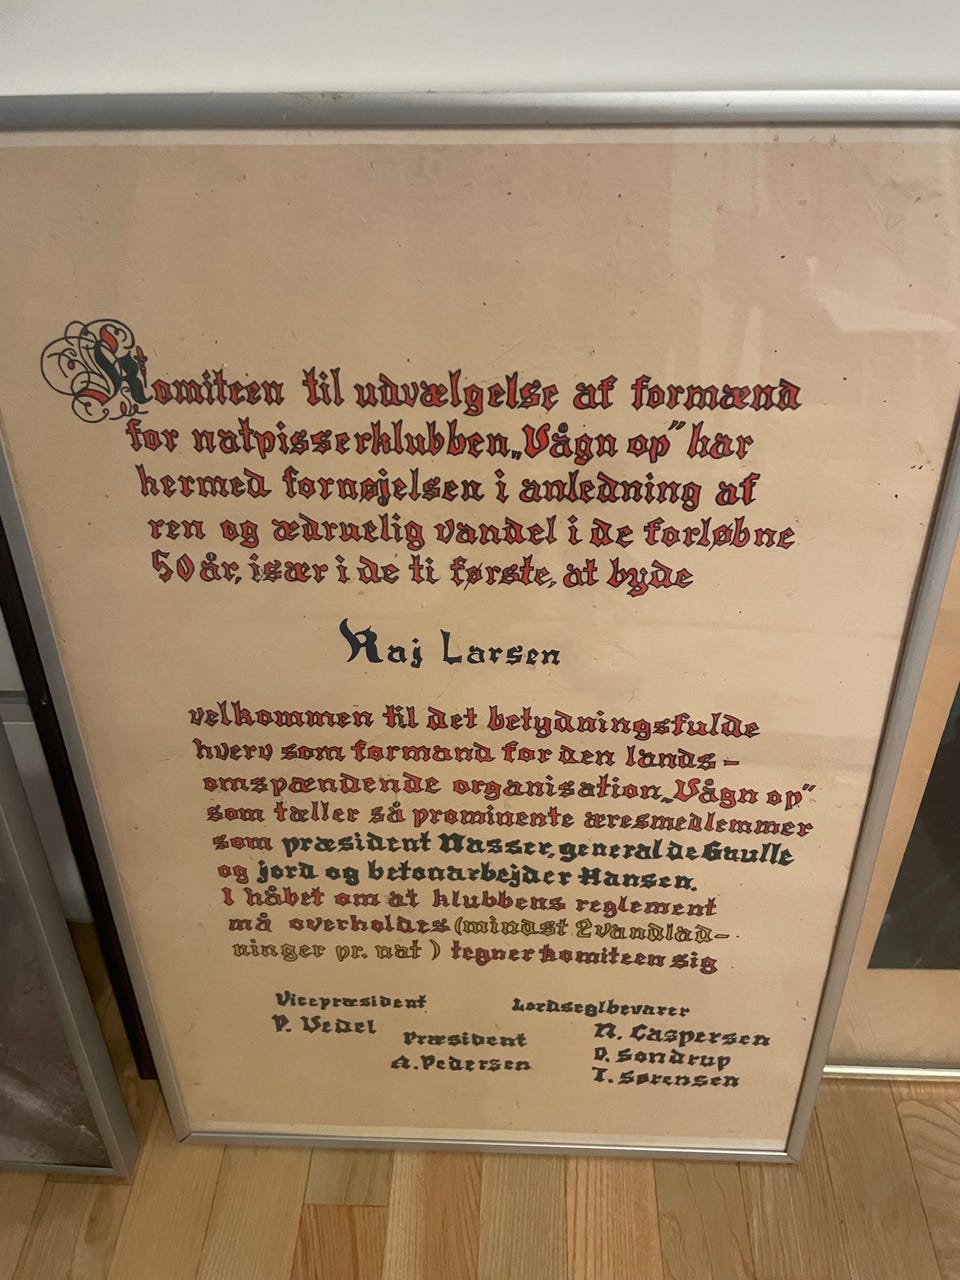 Komiteen til udvælgelse af formænd
for natpisserklubben „Vågn op” har
hermed fornøjelsen i anledning af
ren og ædruelig vandel i de forløbne
50 år, især i de ti første, at byde
Kaj Larsen
velkommen til det betydningsfulde
hverv som formand for den lands-
omspændende organisation „Vågn op”
som tæller så prominente æresmedlemmer
som præsident Nasser, general de Gaulle
og jord og betonarbejder Hansen.
I håbet om at klubbens reglement
må overholdes (mindst 2 vandlad-
ninger pr. nat) tegner komiteen sig
Vicepræsident
P. Vedel
Præsident
A. Pedersen
Lordseglbevarer
N. Caspersen
O. Sondrup
T. Sørensen